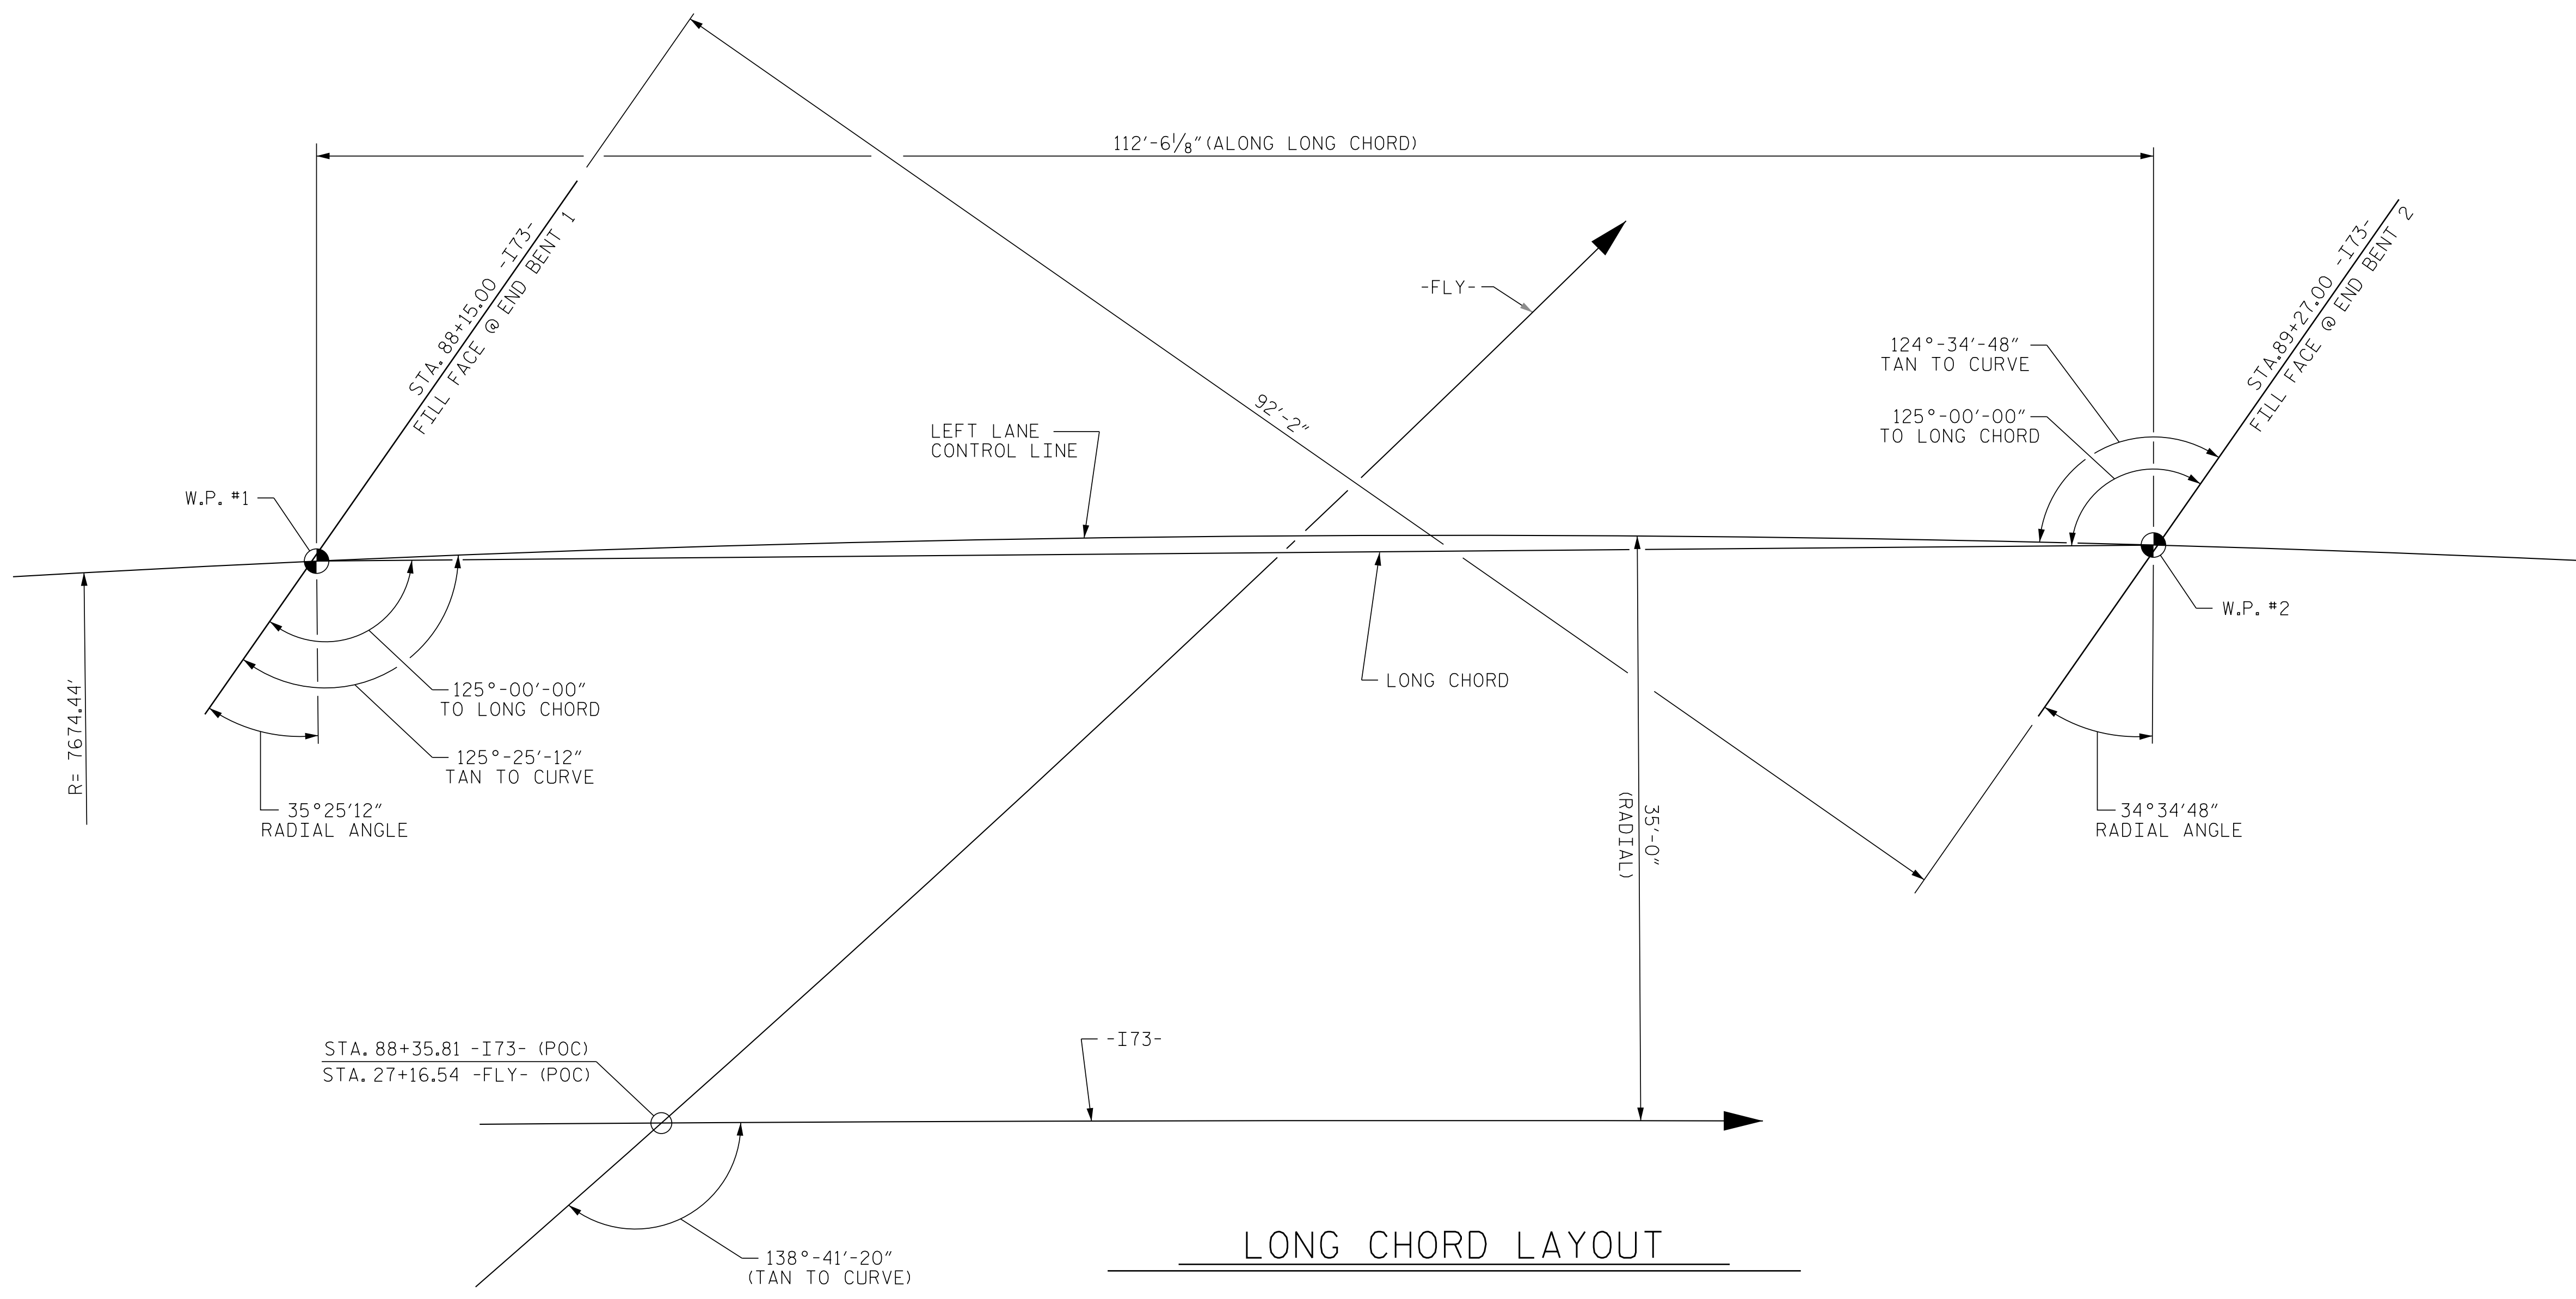 112'-6 1/8" (ALONG LONG CHORD)
STA. 88+15.00 -I73-
FILL FACE @ END BENT 1
-FLY-
STA. 89+27.00 -I73-
FILL FACE @ END BENT 2
124°-34'-48"
TAN TO CURVE
125°-00'-00"
TO LONG CHORD
92'-2"
LEFT LANE
CONTROL LINE
W.P. #1
W.P. #2
LONG CHORD
125°-00'-00"
TO LONG CHORD
125°-25'-12"
TAN TO CURVE
R= 7674.44'
35°25'12"
RADIAL ANGLE
35'-0"
(RADIAL)
34°34'48"
RADIAL ANGLE
STA. 88+35.81 -I73- (POC)
STA. 27+16.54 -FLY- (POC)
-I73-
138°-41'-20"
(TAN TO CURVE)
LONG CHORD LAYOUT